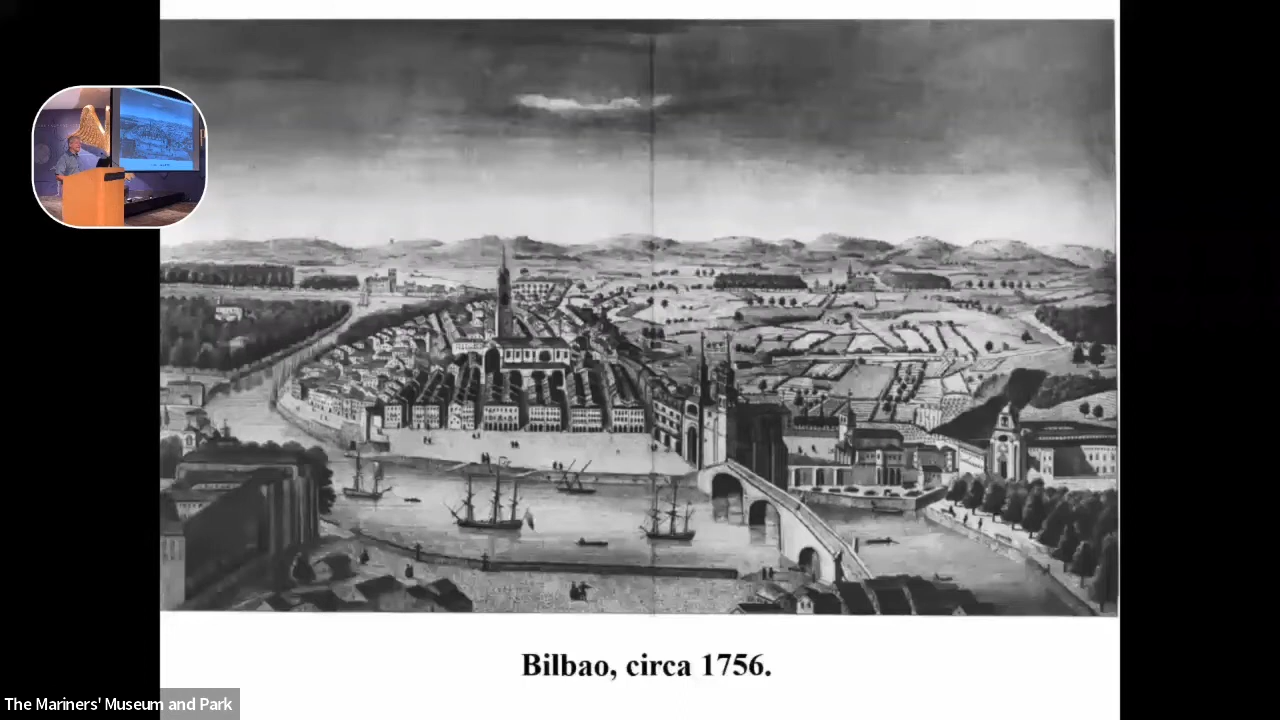 Bilbao, circa 1756.
The Mariners' Museum and Park